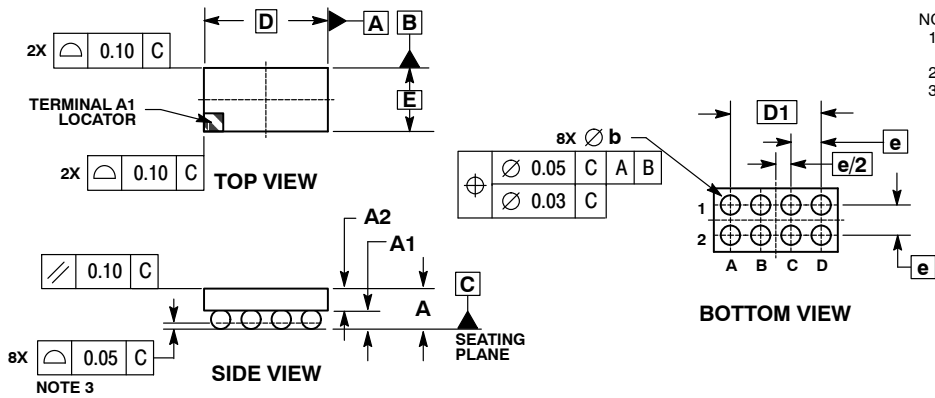 D
A
B
2X ⌓ 0.10 C
E
TERMINAL A1
LOCATOR
2X ⌓ 0.10 C
TOP VIEW
A2
A1
// 0.10 C
A
C
SEATING
PLANE
8X ⌓ 0.05 C
NOTE 3
SIDE VIEW
D1
8X ∅ b
e
e/2
⌖ ∅ 0.05 C A B
∅ 0.03 C
1
2
A B C D
e
BOTTOM VIEW
1
2
3